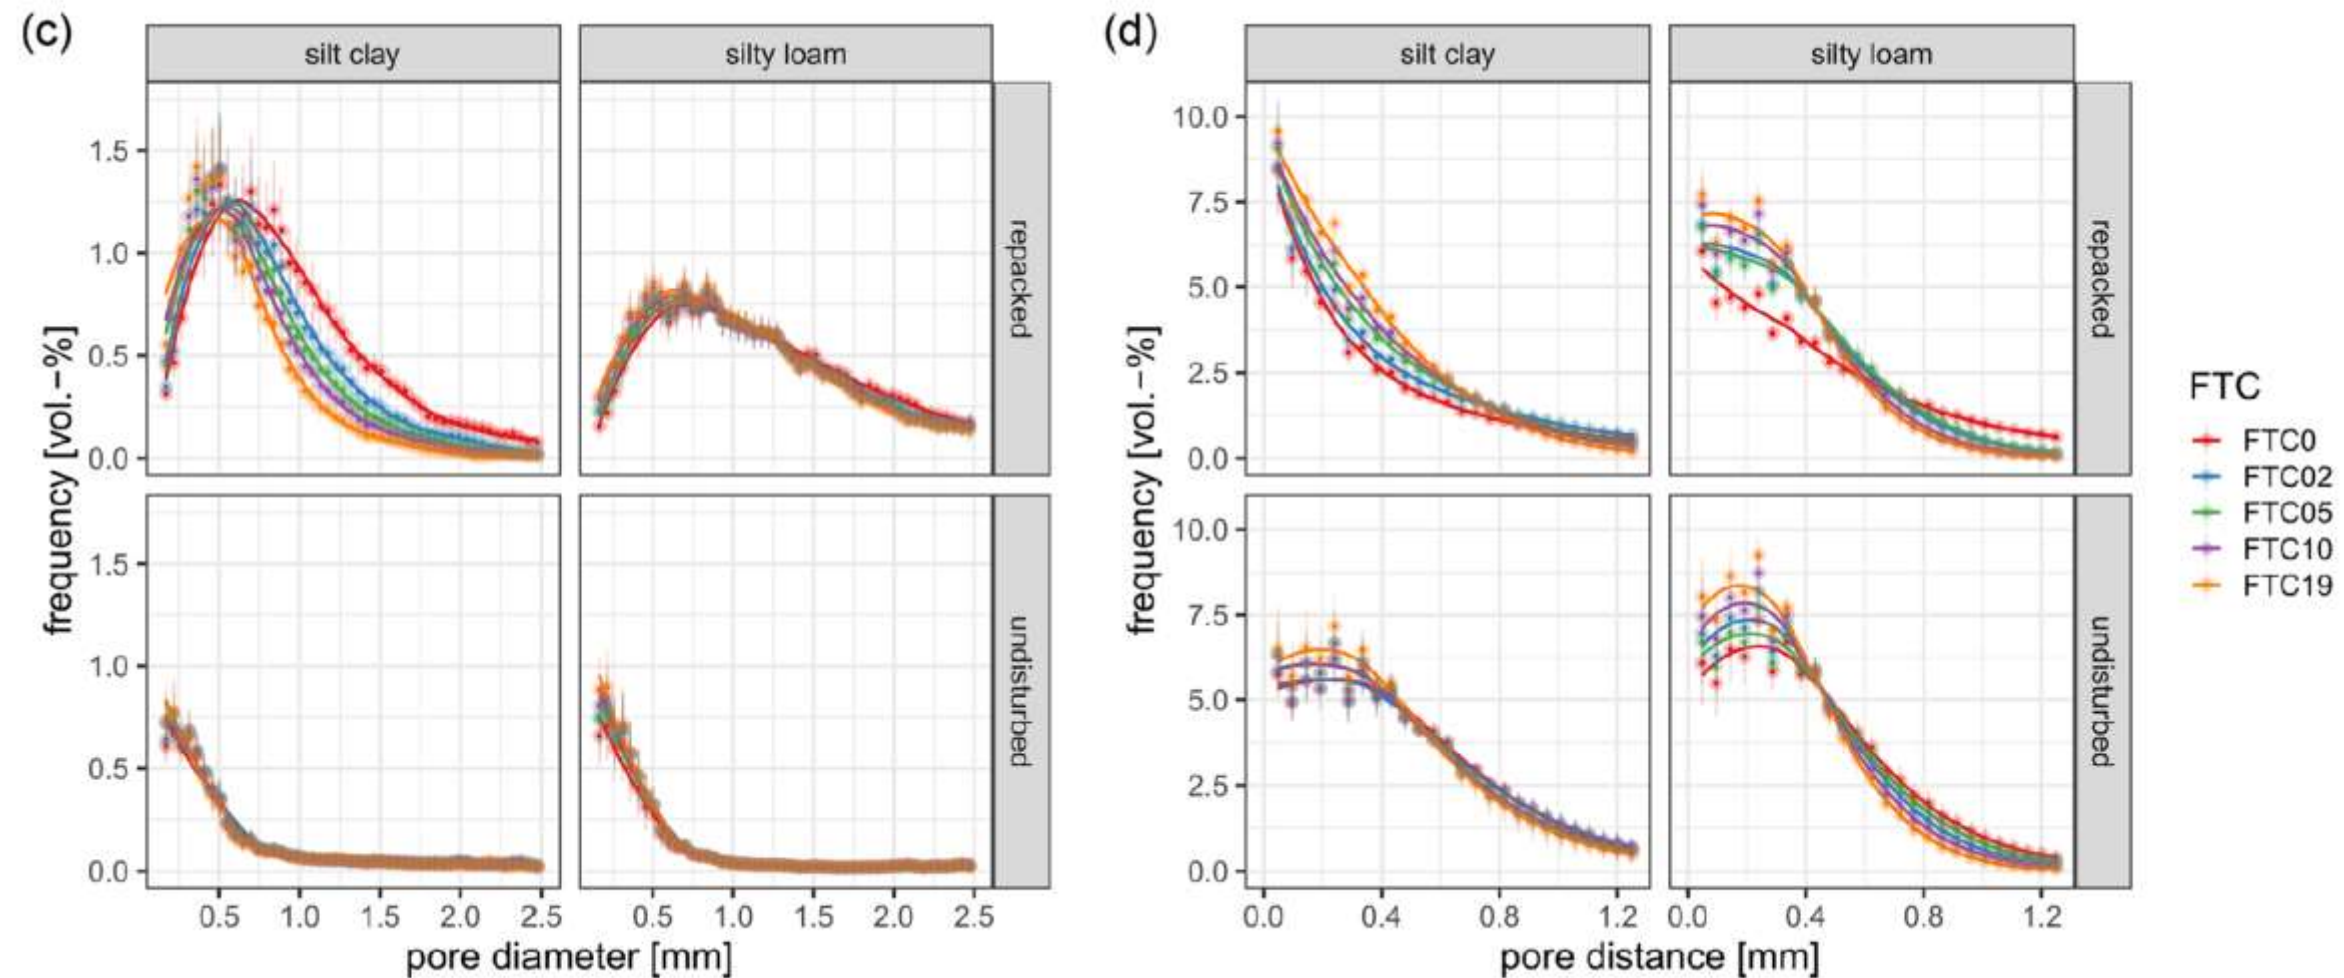 (c)
silt clay
silty loam
frequency [vol.–%]
1.5
1.0
0.5
0.0
repacked
1.5
1.0
0.5
0.0
undisturbed
0.5 1.0 1.5 2.0 2.5
0.5 1.0 1.5 2.0 2.5
pore diameter [mm]
(d)
silt clay
silty loam
frequency [vol.–%]
10.0
7.5
5.0
2.5
0.0
repacked
10.0
7.5
5.0
2.5
0.0
undisturbed
0.0 0.4 0.8 1.2
0.0 0.4 0.8 1.2
pore distance [mm]
FTC
FTC0
FTC02
FTC05
FTC10
FTC19